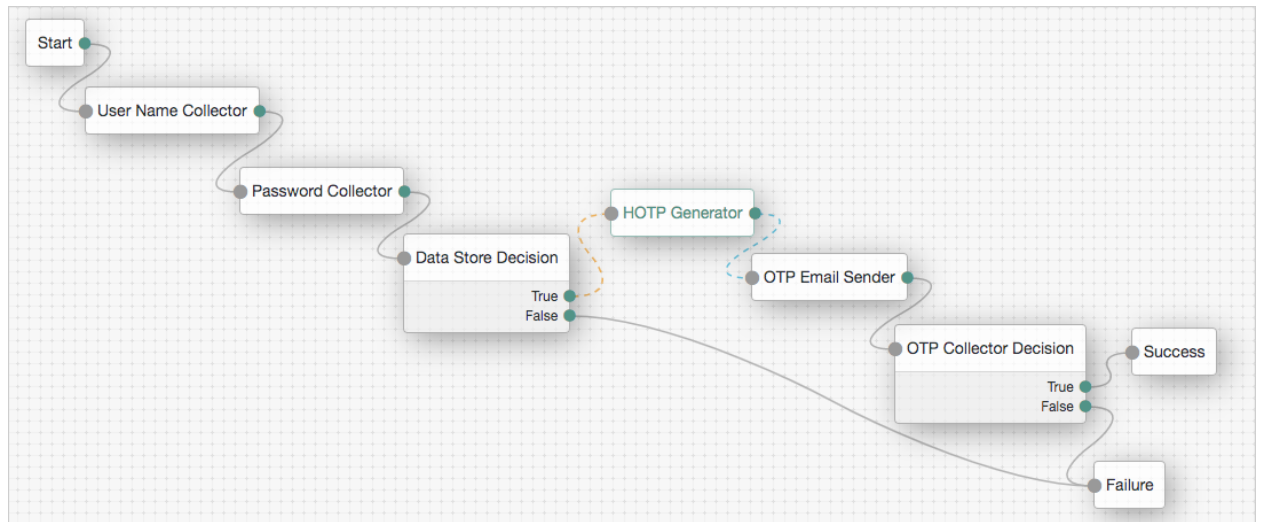 Start
User Name Collector
Password Collector
Data Store Decision
True
False
HOTP Generator
OTP Email Sender
OTP Collector Decision
True
False
Success
Failure